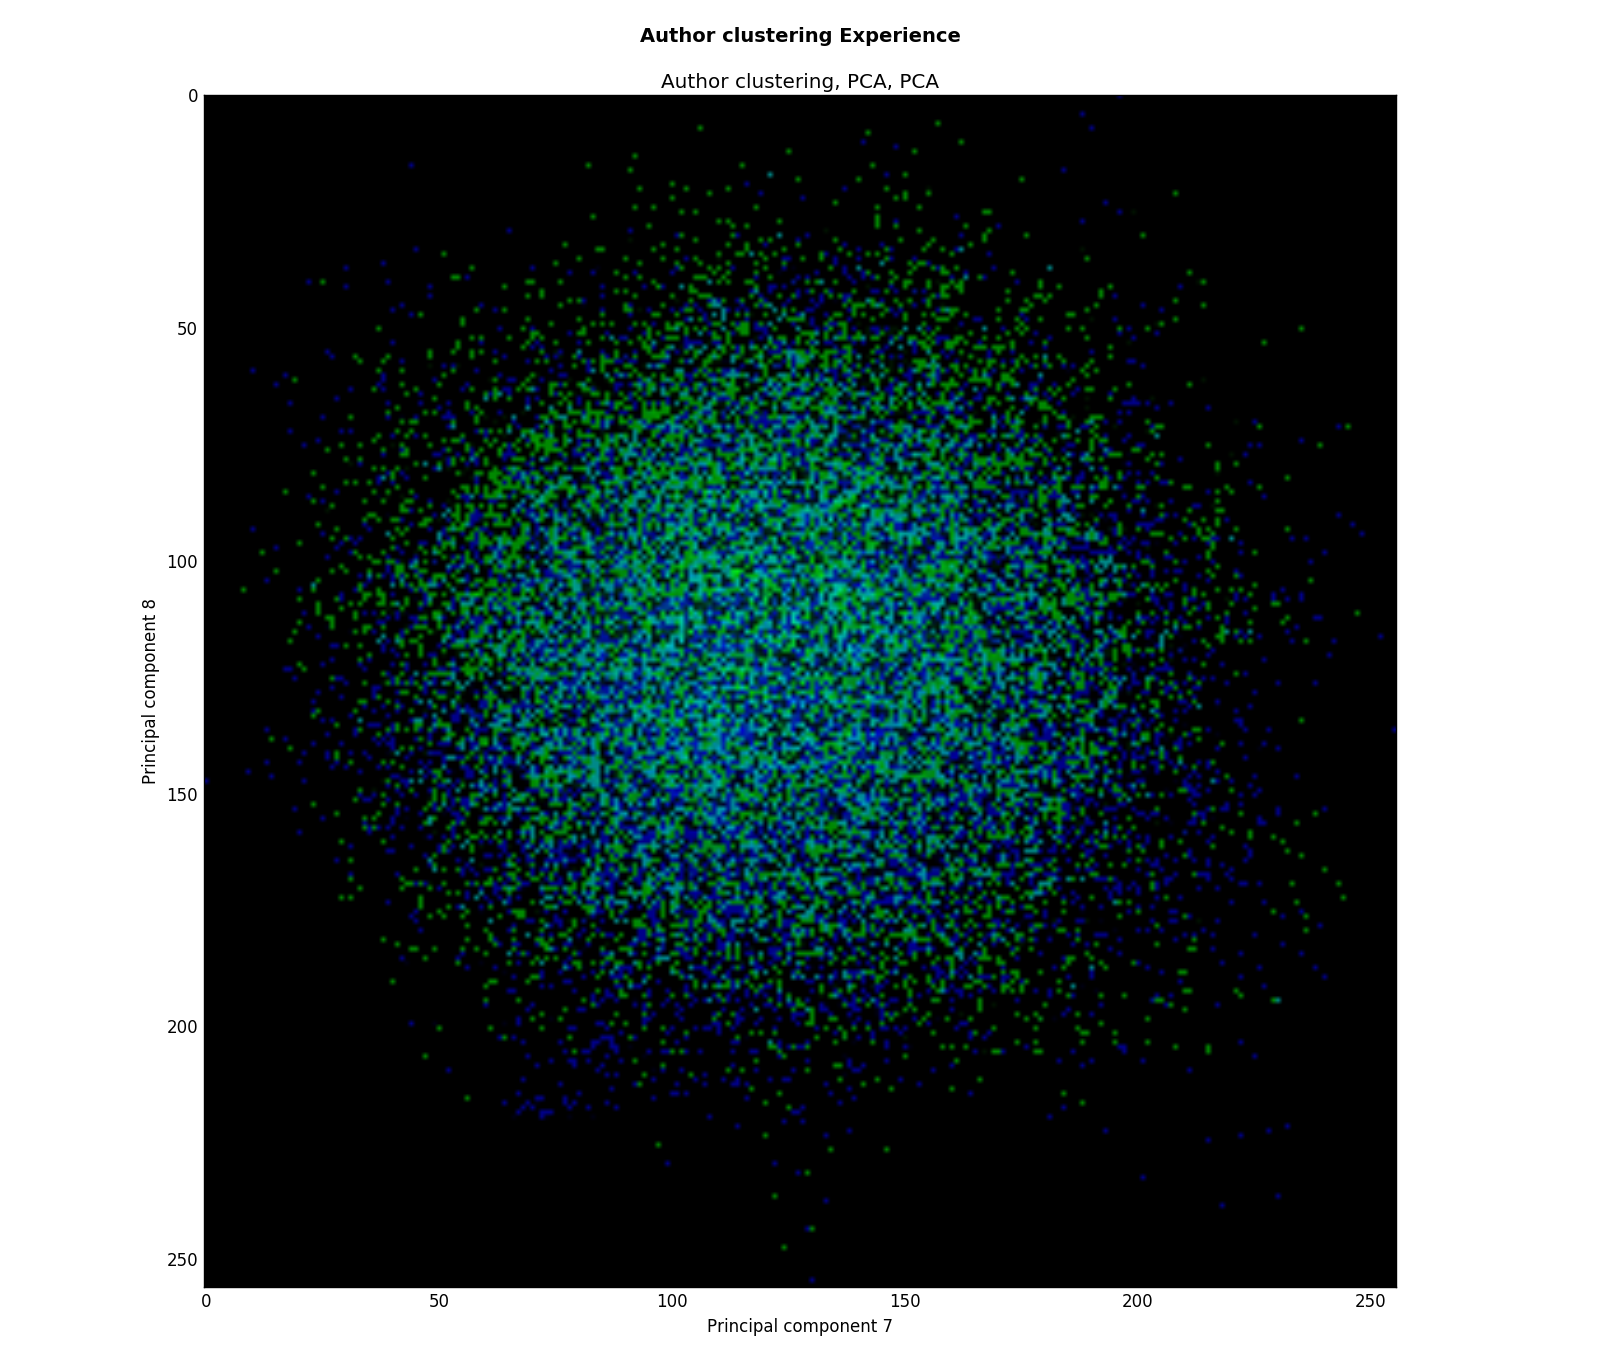 Author clustering Experience
Author clustering, PCA, PCA
0
50
100
150
200
250
Principal component 8
0 50 100 150 200 250
Principal component 7